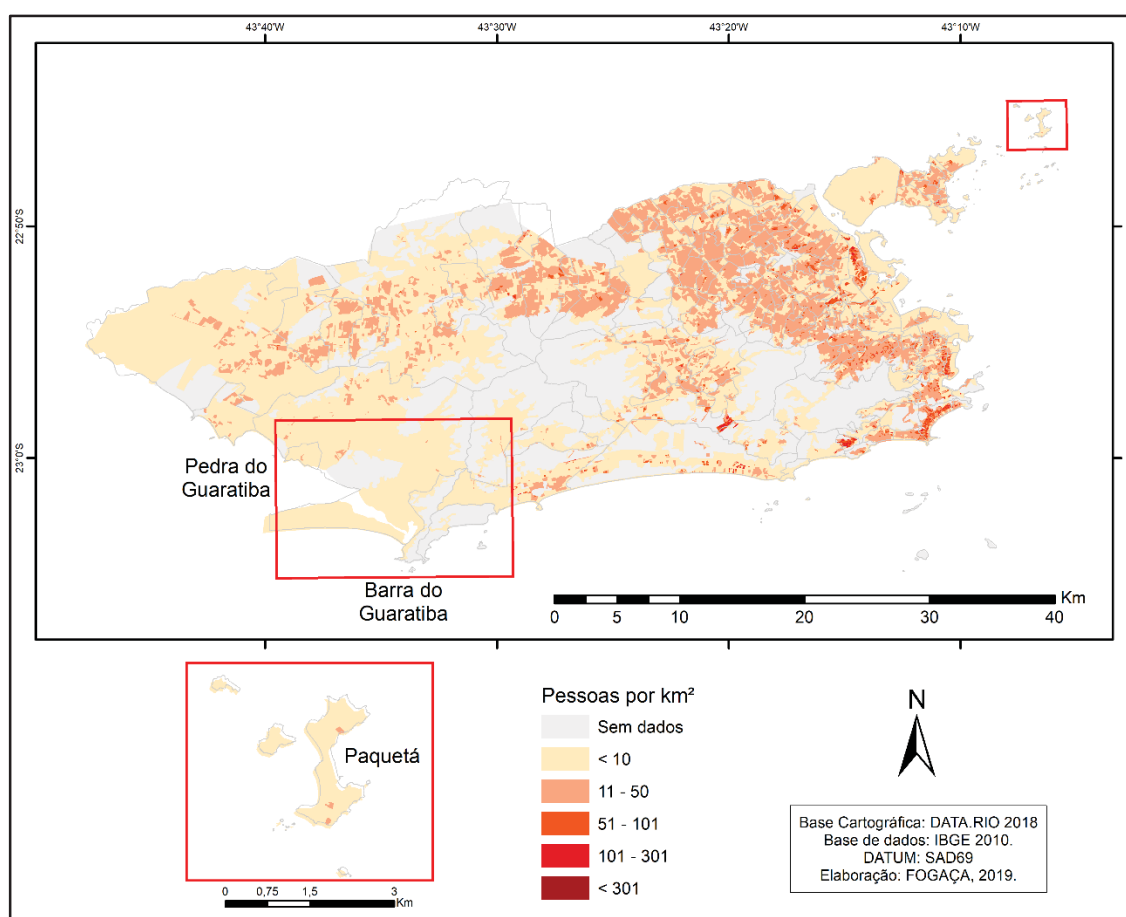 43°40'
43°30'
43°20'
43°10'
22°50'S
23°0'S
Pedra do
Guaratiba
Barra do
Guaratiba
Km
0
5
10
20
30
40
Paquetá
0
0,75
1,5
3
Km
Pessoas por km²
Sem dados
< 10
11 - 50
51 - 101
101 - 301
< 301
N
Base Cartográfica: DATA.RIO 2018
Base de dados: IBGE 2010.
DATUM: SAD69
Elaboração: FOGAÇA, 2019.